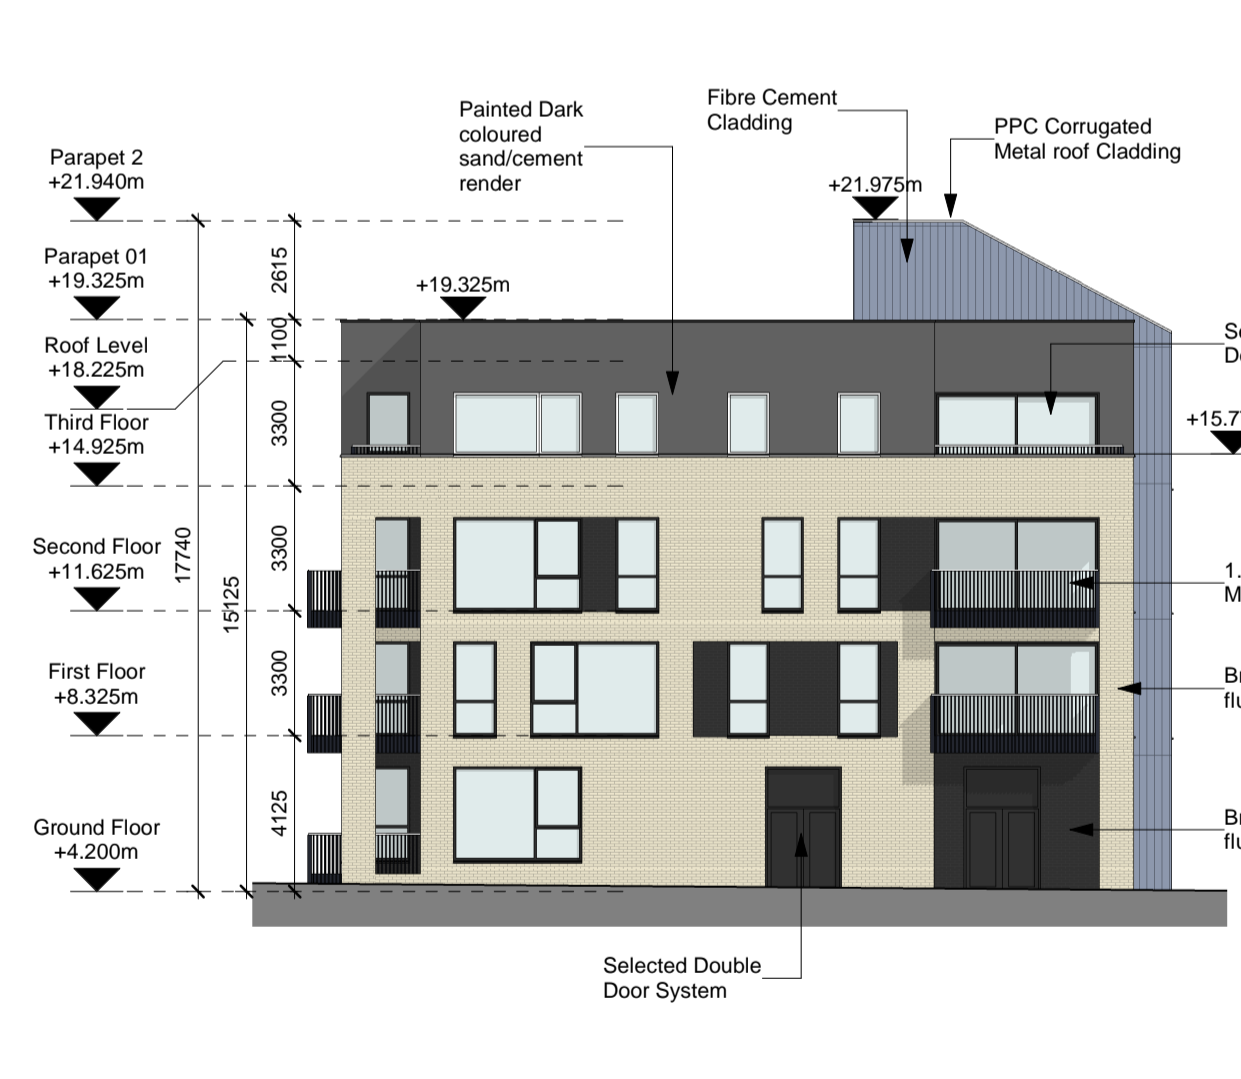 Fibre Cement
Cladding
Painted Dark
coloured
sand/cement
render
PPC Corrugated
Metal roof Cladding
Parapet 2
+21.940m
+21.975m
Parapet 01
+19.325m
+19.325m
Roof Level
+18.225m
Third Floor
+14.925m
Second Floor
+11.625m
First Floor
+8.325m
Ground Floor
+4.200m
17740
15125
2615
1100
3300
3300
3300
4125
+15.7
1.
M
Selected Double
Door System